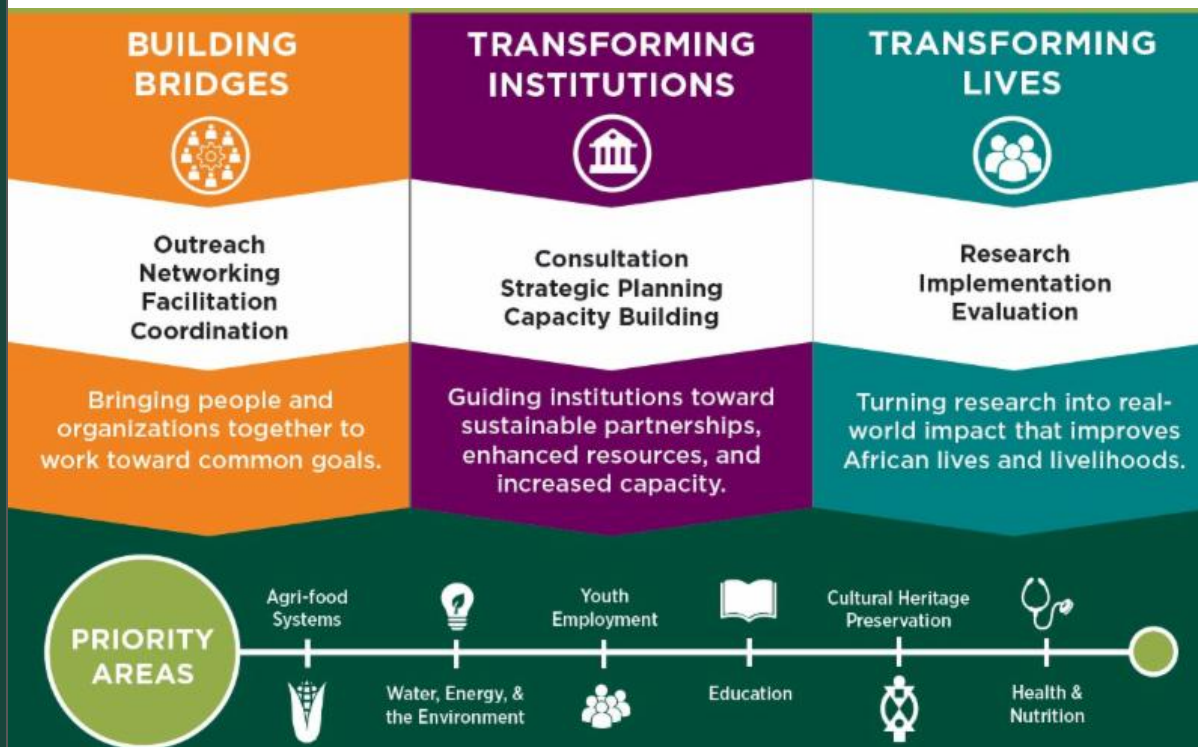 BUILDING
BRIDGES
Outreach
Networking
Facilitation
Coordination
Bringing people and
organizations together to
work toward common goals.
TRANSFORMING
INSTITUTIONS
Consultation
Strategic Planning
Capacity Building
Guiding institutions toward
sustainable partnerships,
enhanced resources, and
increased capacity.
TRANSFORMING
LIVES
Research
Implementation
Evaluation
Turning research into real-
world impact that improves
African lives and livelihoods.
PRIORITY
AREAS
Agri-food
Systems
Water, Energy, &
the Environment
Youth
Employment
Education
Cultural Heritage
Preservation
Health &
Nutrition